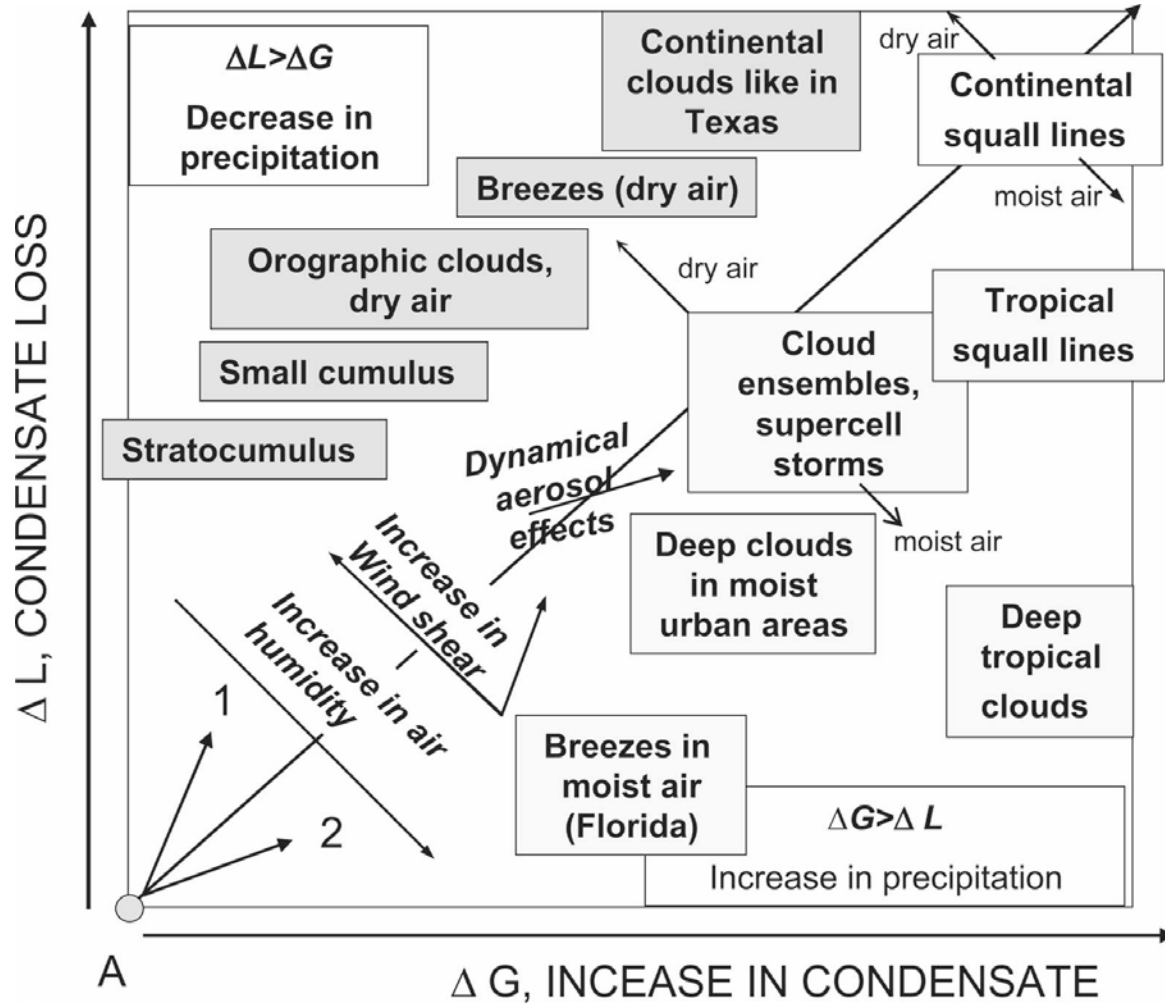 ΔL>ΔG
Decrease in
precipitation
Continental
clouds like in
Texas
dry air
Continental
squall lines
moist air
Breezes (dry air)
Orographic clouds,
dry air
dry air
Tropical
squall lines
Small cumulus
Cloud
ensembles,
supercell
storms
Stratocumulus
Dynamical
aerosol
effects
moist air
Increase in
Wind shear
Deep clouds
in moist
urban areas
Increase in air
humidity
Deep
tropical
clouds
1
2
Breezes in
moist air
(Florida)
ΔG>Δ L
Increase in precipitation
Δ L, CONDENSATE LOSS
A
Δ G, INCEASE IN CONDENSATE